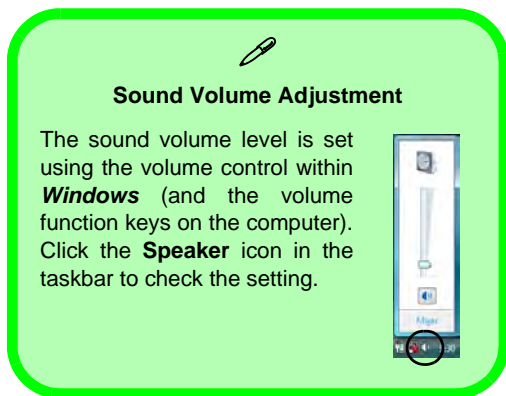 Sound Volume Adjustment
The sound volume level is set
using the volume control within
Windows (and the volume
function keys on the computer).
Click the Speaker icon in the
taskbar to check the setting.
Mixer